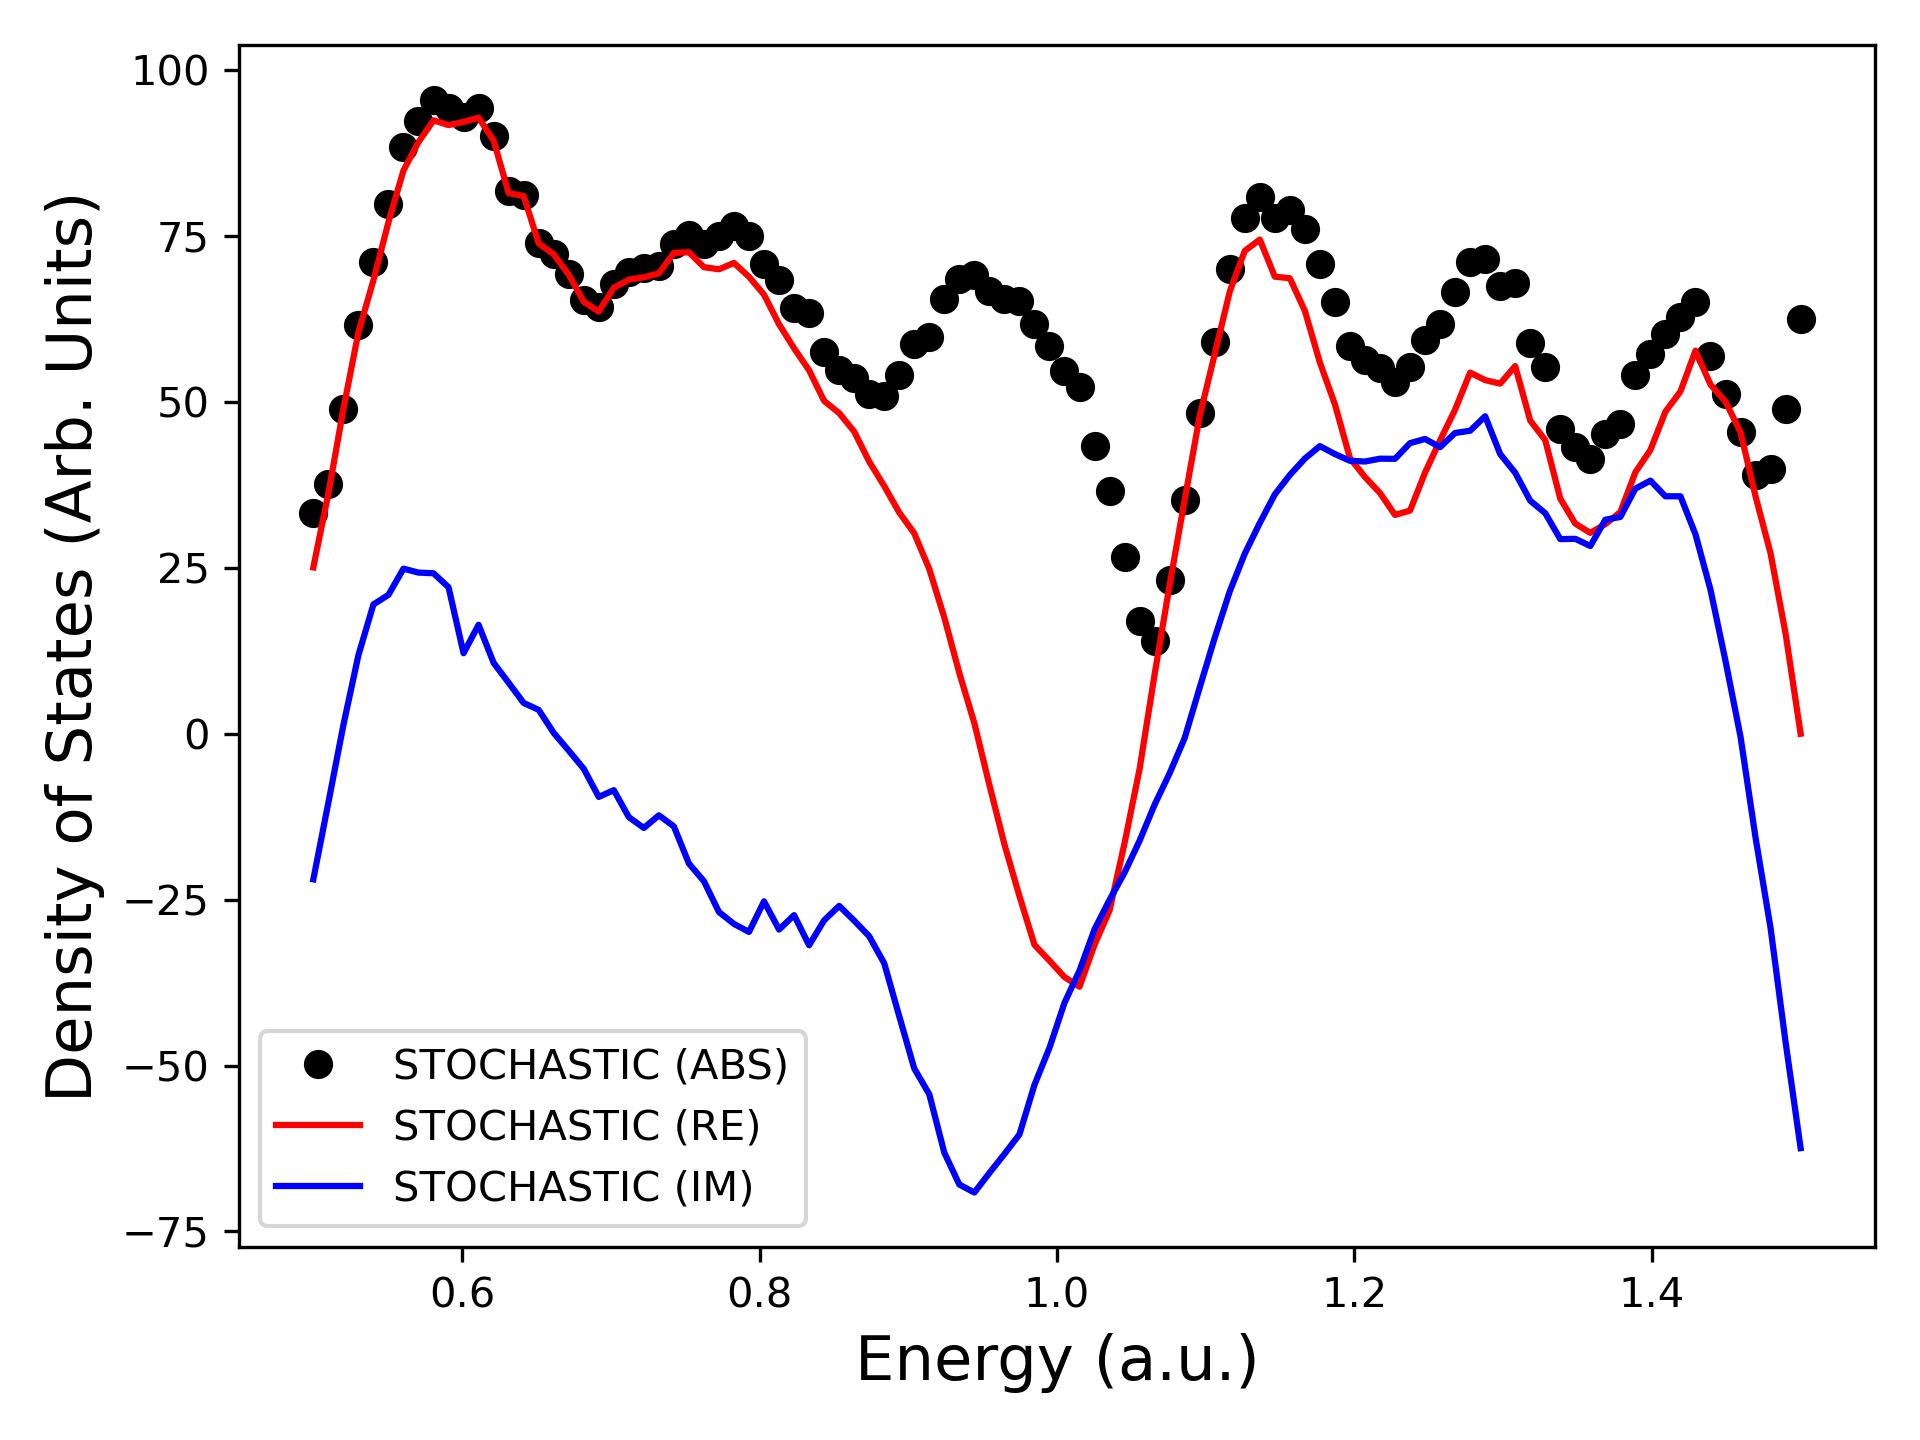 Density of States (Arb. Units)
100
75
50
25
0
−25
−50
−75
STOCHASTIC (ABS)
STOCHASTIC (RE)
STOCHASTIC (IM)
0.6 0.8 1.0 1.2 1.4
Energy (a.u.)